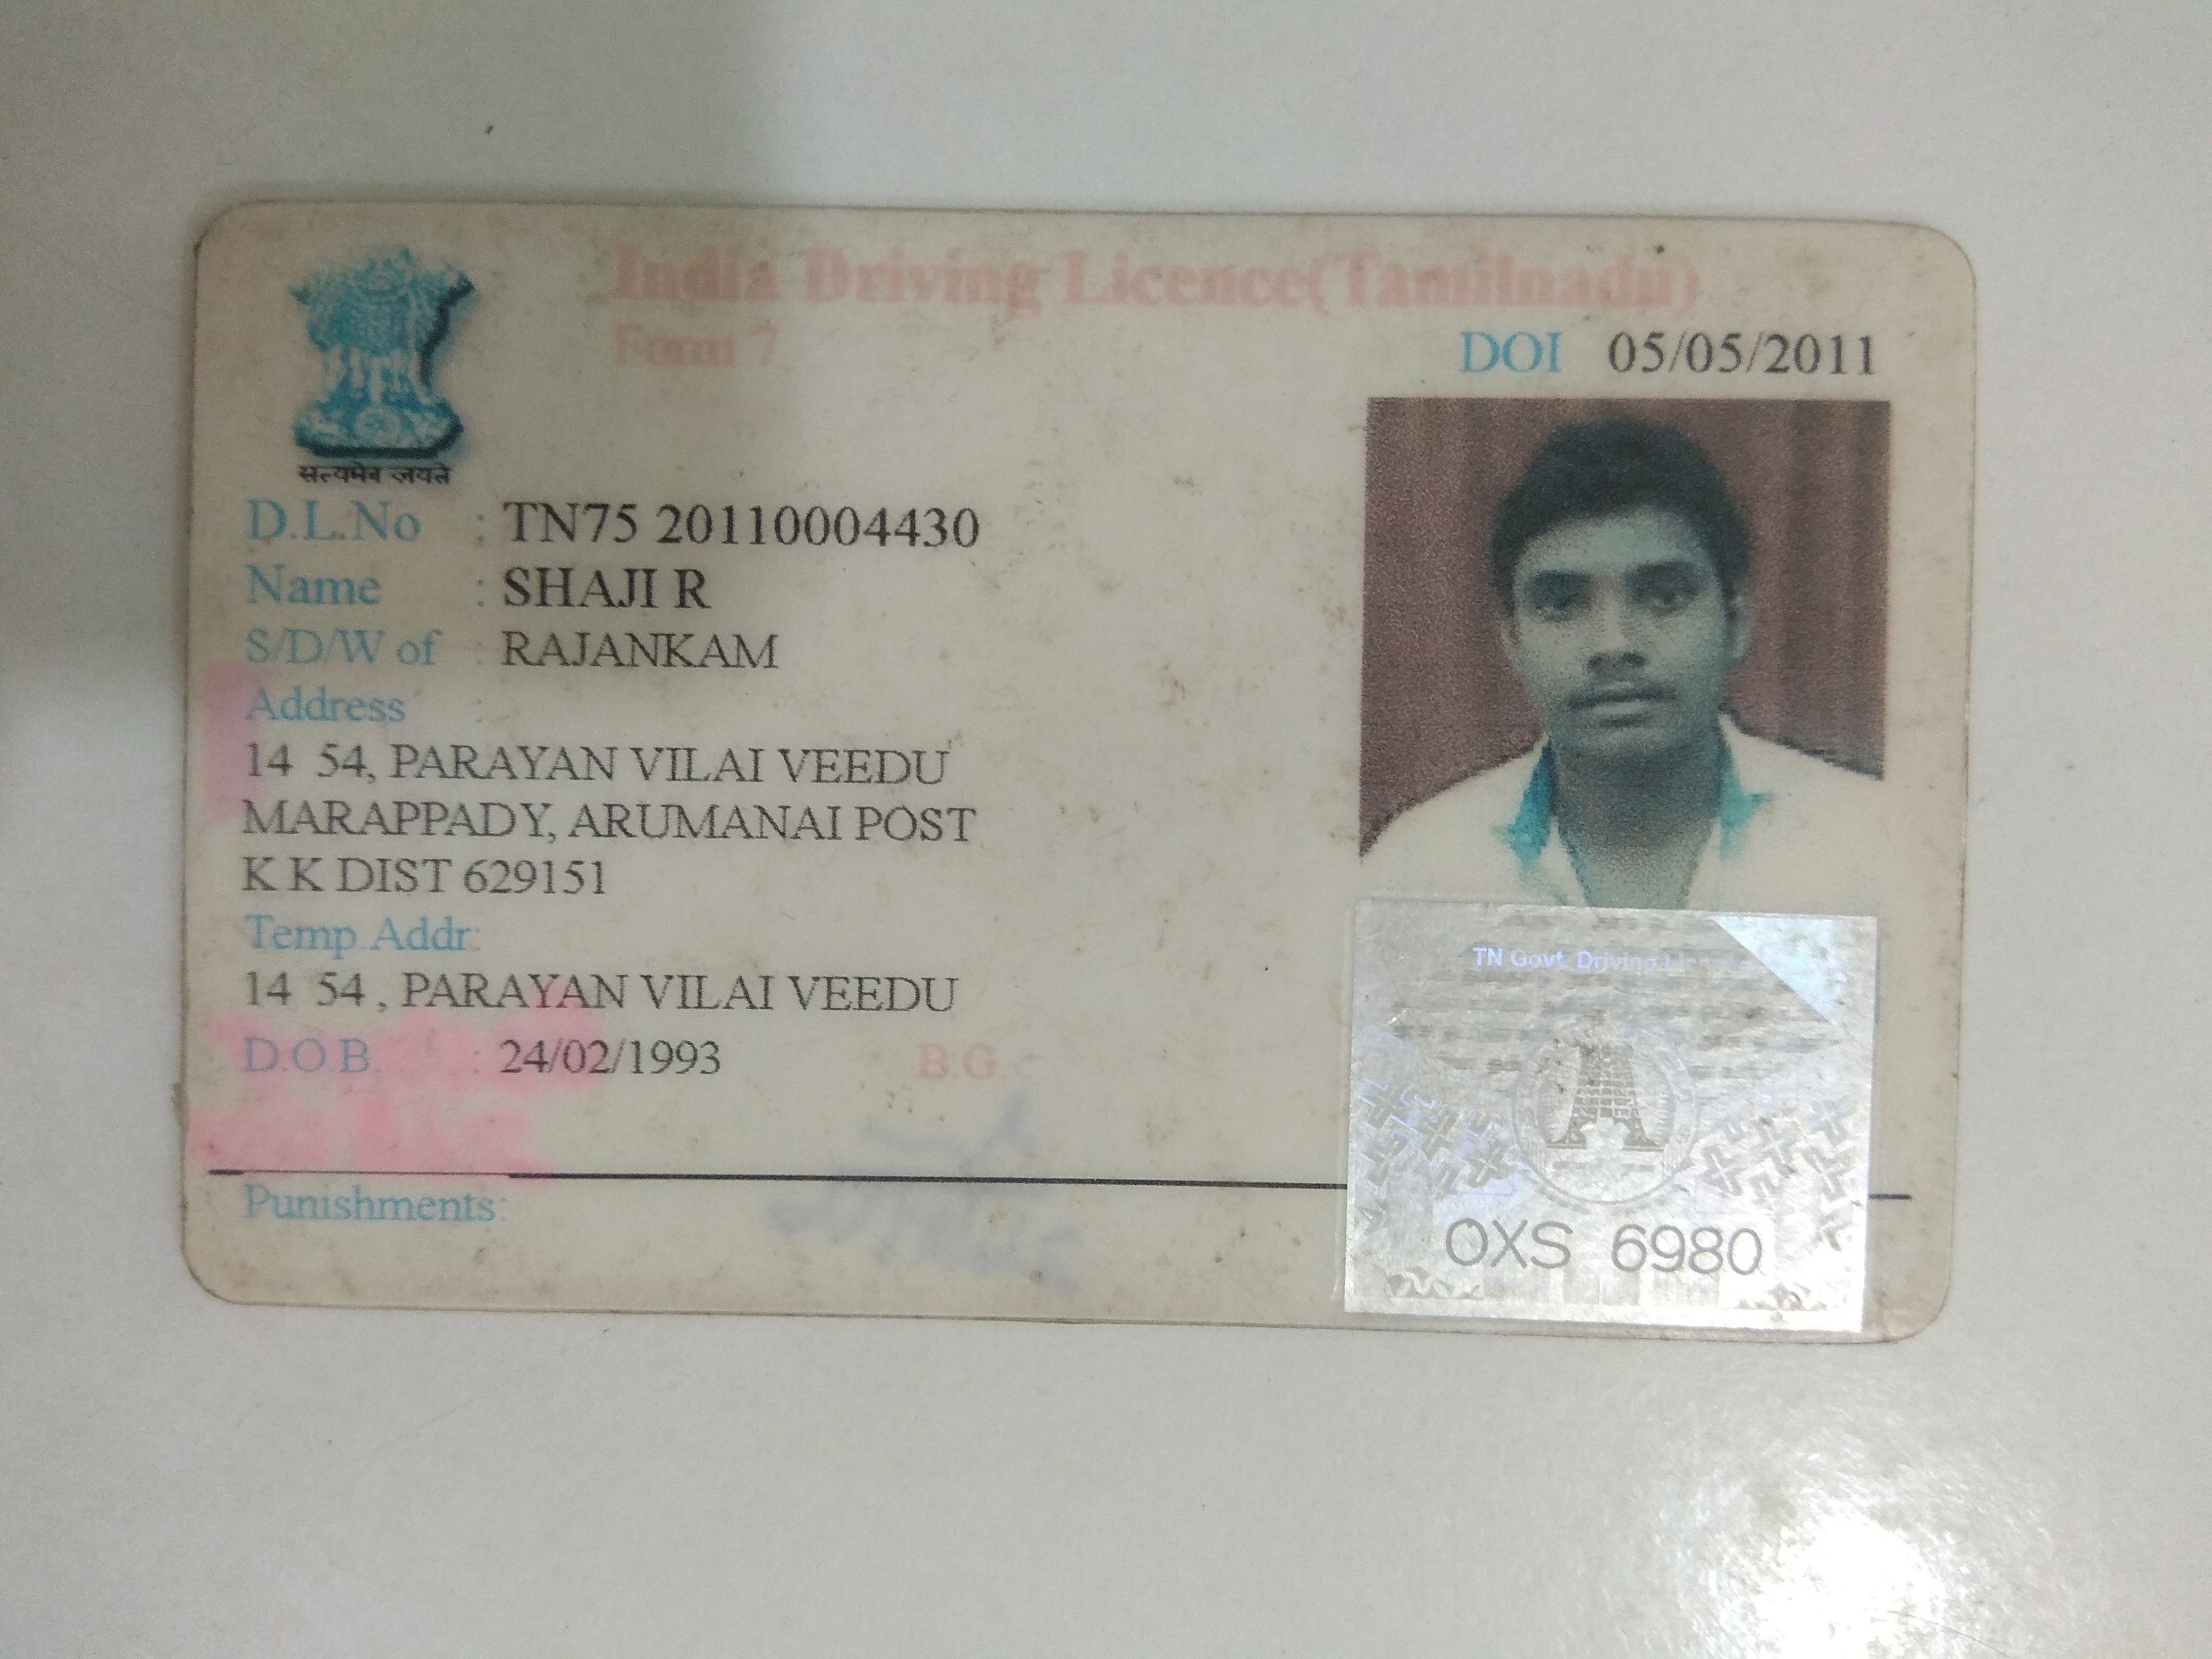 India Driving Licence(Tamilnadu)
Form 7
DOI 05/05/2011
सत्यमेव जयते
D.L.No : TN75 20110004430
Name : SHAJI R
S/D/W of : RAJANKAM
Address :
14 54, PARAYAN VILAI VEEDU
MARAPPADY, ARUMANAI POST
K K DIST 629151
Temp.Addr:
14 54 , PARAYAN VILAI VEEDU
D.O.B. : 24/02/1993 B.G.
Punishments:
TN Govt. Driving
OXS 6980